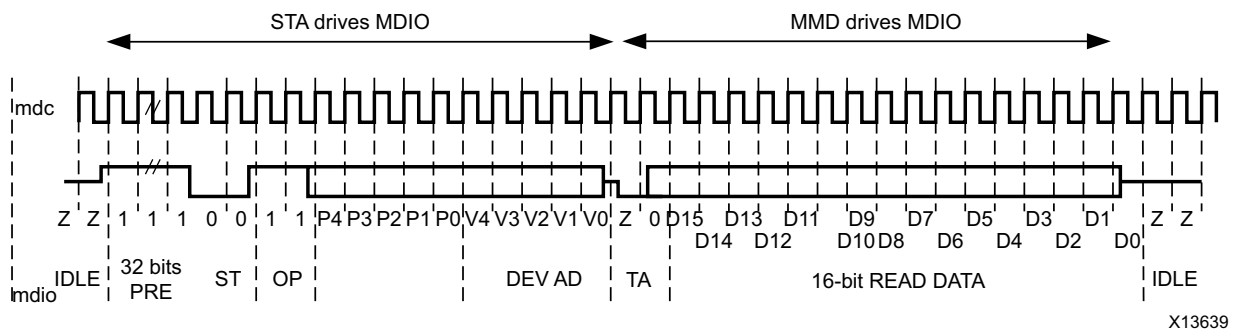 STA drives MDIO MMD drives MDIO
mdc
Z Z 1 1 1 0 0 1 1 P4 P3 P2 P1 P0 V4 V3 V2 V1 V0 Z 0 D15 D13 D11 D9 D7 D5 D3 D1 Z Z
D14 D12 D10 D8 D6 D4 D2 D0
IDLE 32 bits ST OP DEV AD TA 16-bit READ DATA IDLE
PRE
mdio
X13639